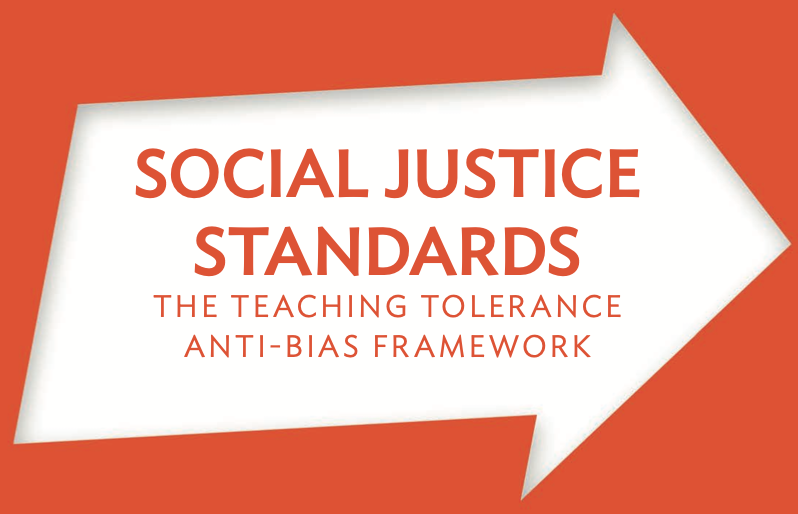 SOCIAL JUSTICE
STANDARDS
THE TEACHING TOLERANCE
ANTI-BIAS FRAMEWORK